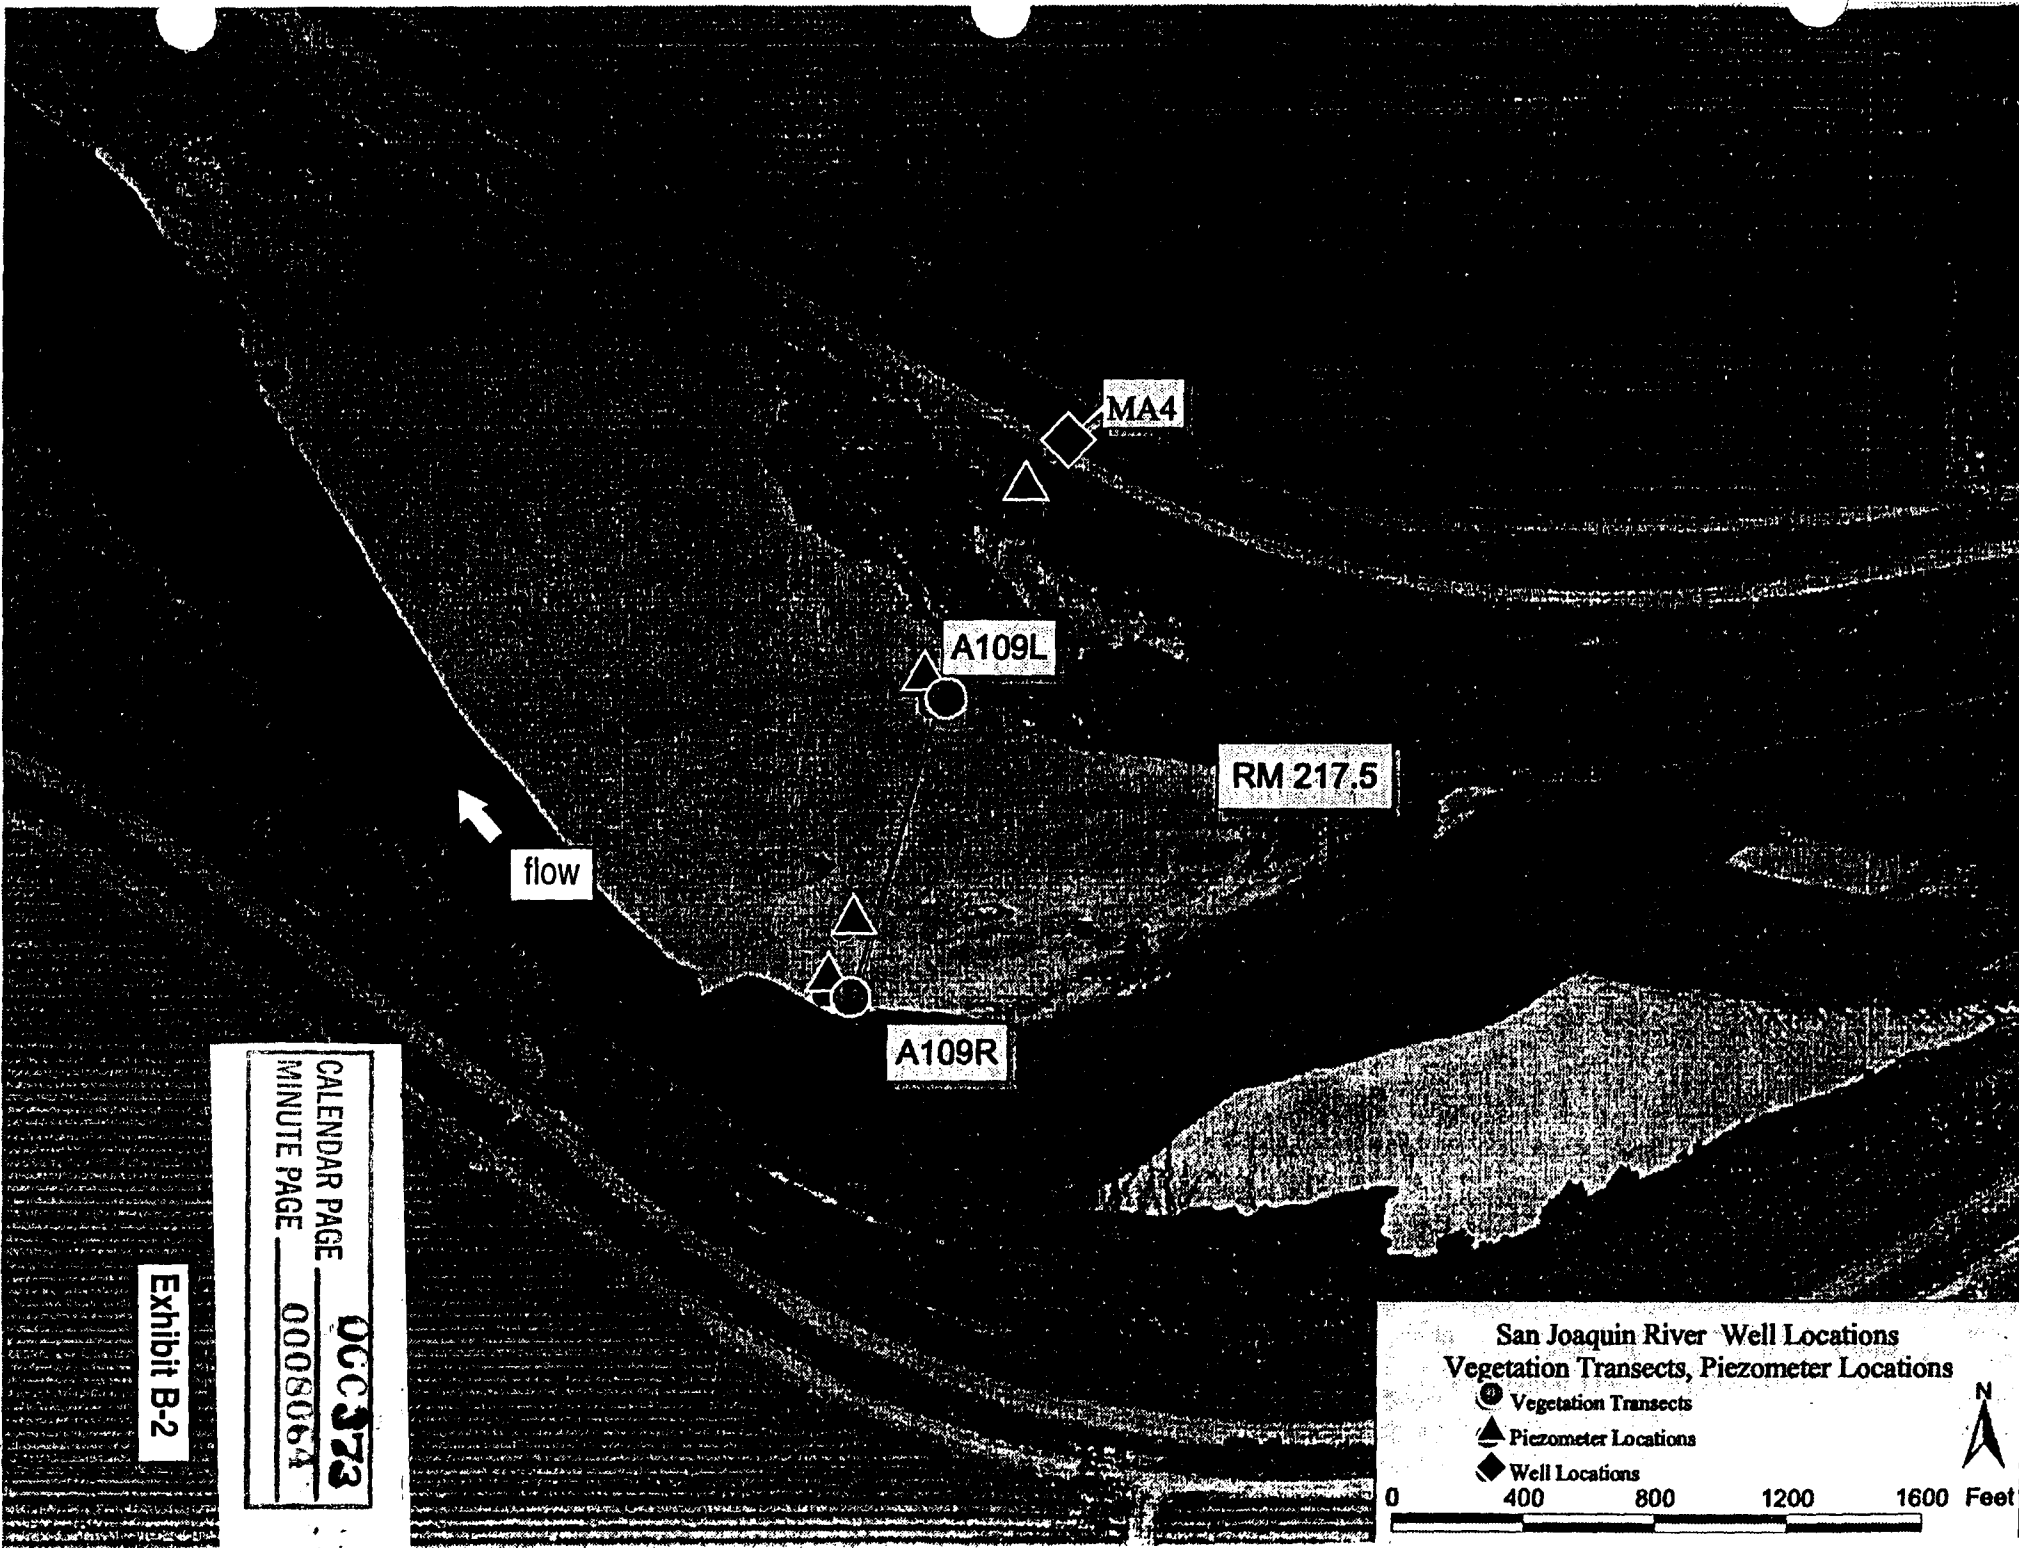 MA4
A109L
RM 217.5
flow
A109R
CALENDAR PAGE
MINUTE PAGE 0008064
Exhibit B-2
San Joaquin River Well Locations
Vegetation Transects, Piezometer Locations
Vegetation Transects
Piezometer Locations
Well Locations
N
0 400 800 1200 1600 Feet